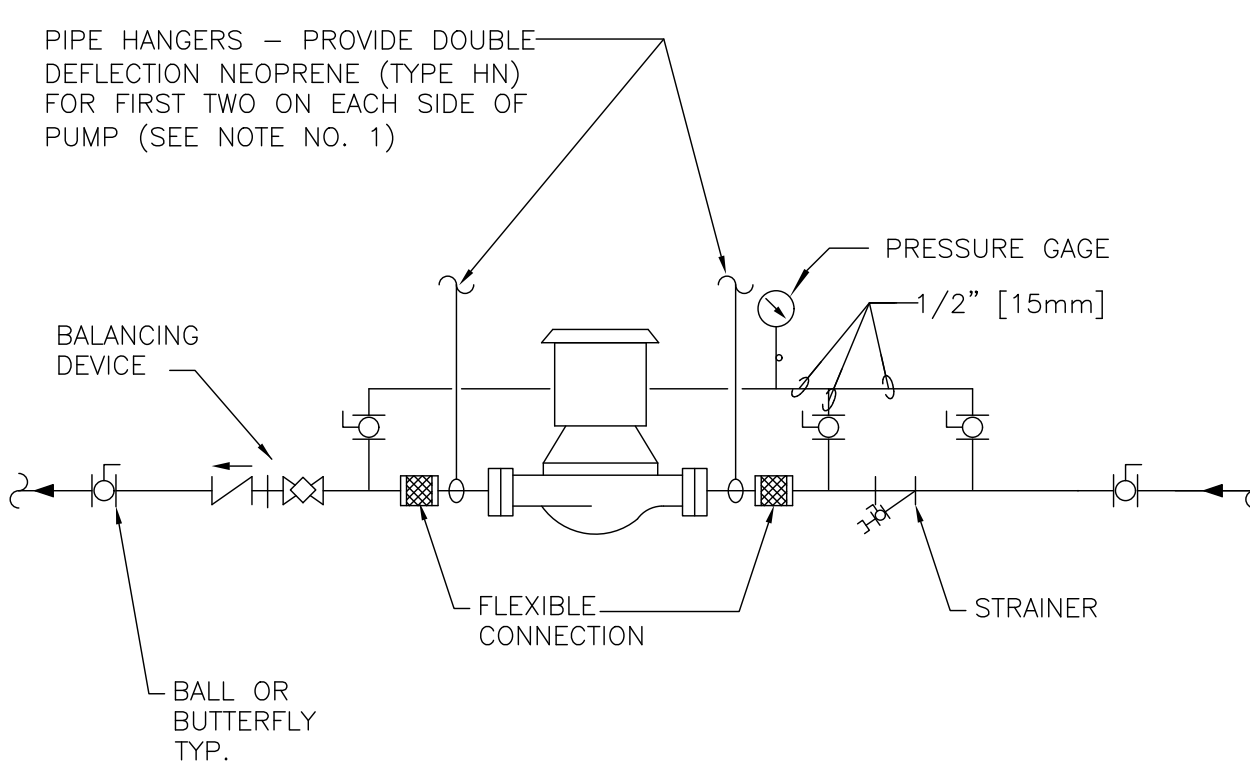 PIPE HANGERS – PROVIDE DOUBLE
DEFLECTION NEOPRENE (TYPE HN)
FOR FIRST TWO ON EACH SIDE OF
PUMP (SEE NOTE NO. 1)
PRESSURE GAGE
1/2" [15mm]
BALANCING
DEVICE
FLEXIBLE
CONNECTION
STRAINER
BALL OR
BUTTERFLY
TYP.